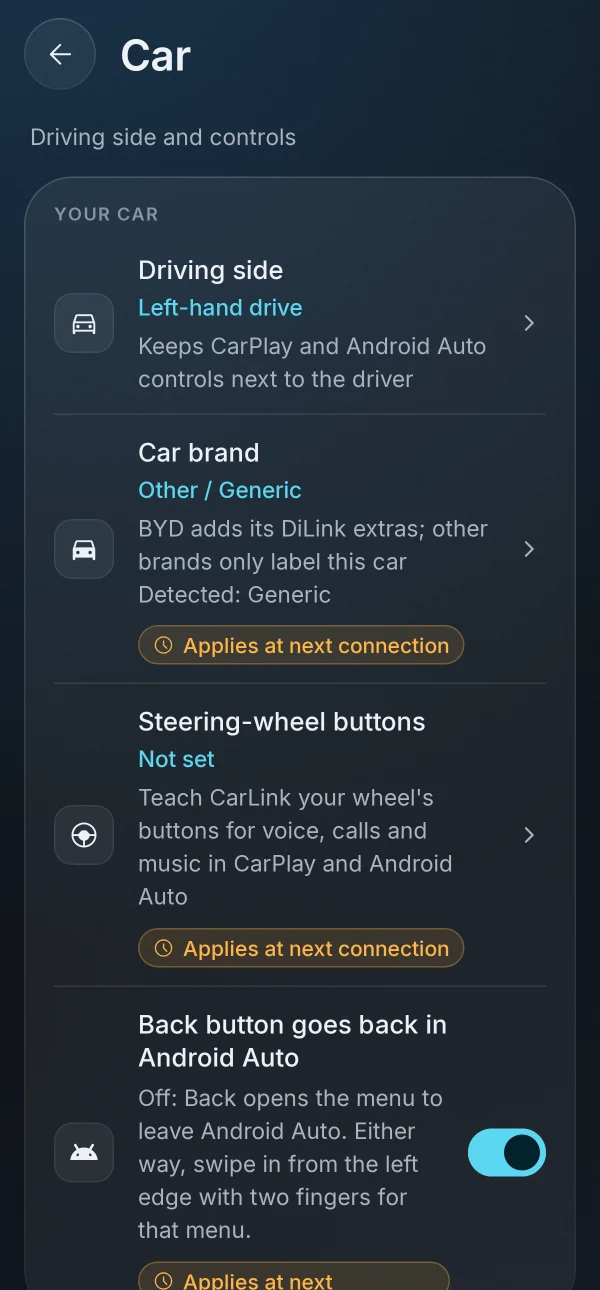 Car
Driving side and controls
YOUR CAR
Driving side
Left-hand drive
Keeps CarPlay and Android Auto
controls next to the driver
Car brand
Other / Generic
BYD adds its DiLink extras; other
brands only label this car
Detected: Generic
Applies at next connection
Steering-wheel buttons
Not set
Teach CarLink your wheel's
buttons for voice, calls and
music in CarPlay and Android
Auto
Applies at next connection
Back button goes back in
Android Auto
Off: Back opens the menu to
leave Android Auto. Either
way, swipe in from the left
edge with two fingers for
that menu.
Applies at next